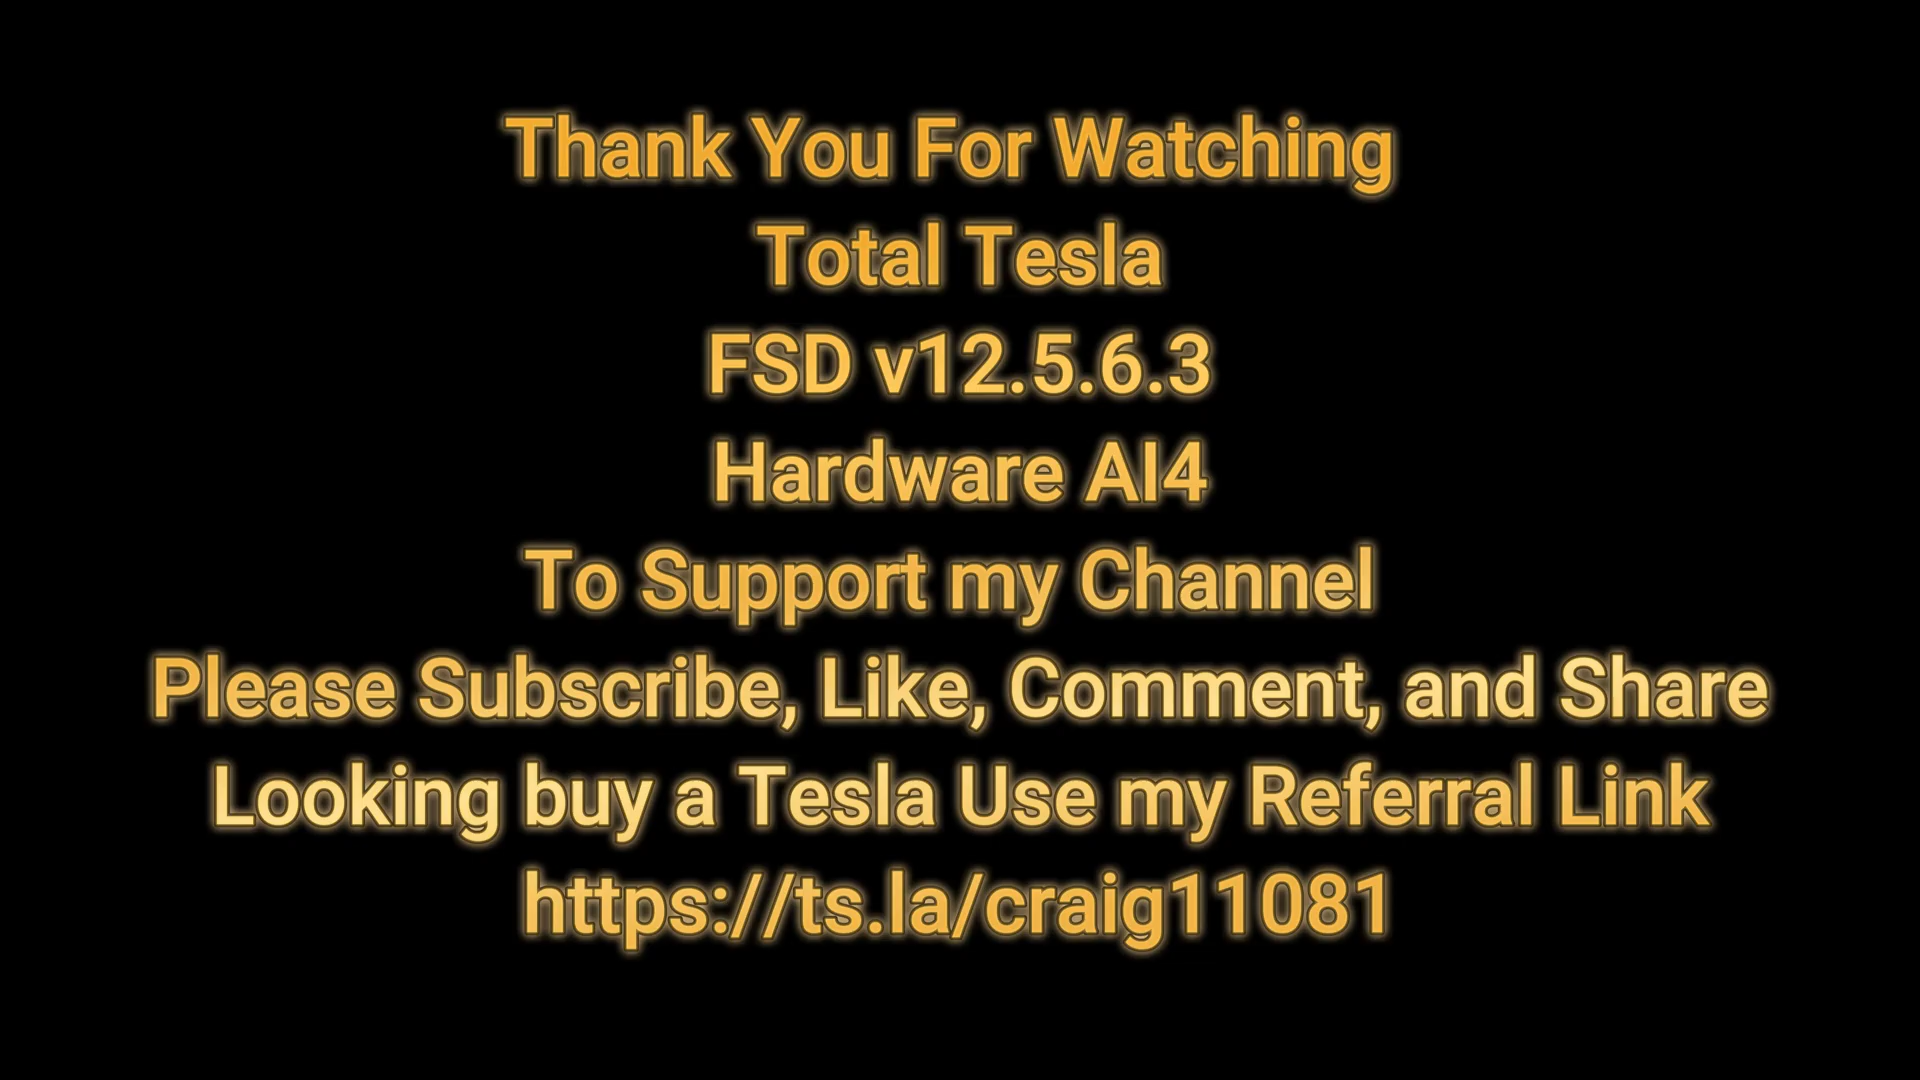 Thank You For Watching
Total Tesla
FSD v12.5.6.3
Hardware AI4
To Support my Channel
Please Subscribe, Like, Comment, and Share
Looking buy a Tesla Use my Referral Link
https://ts.la/craig11081